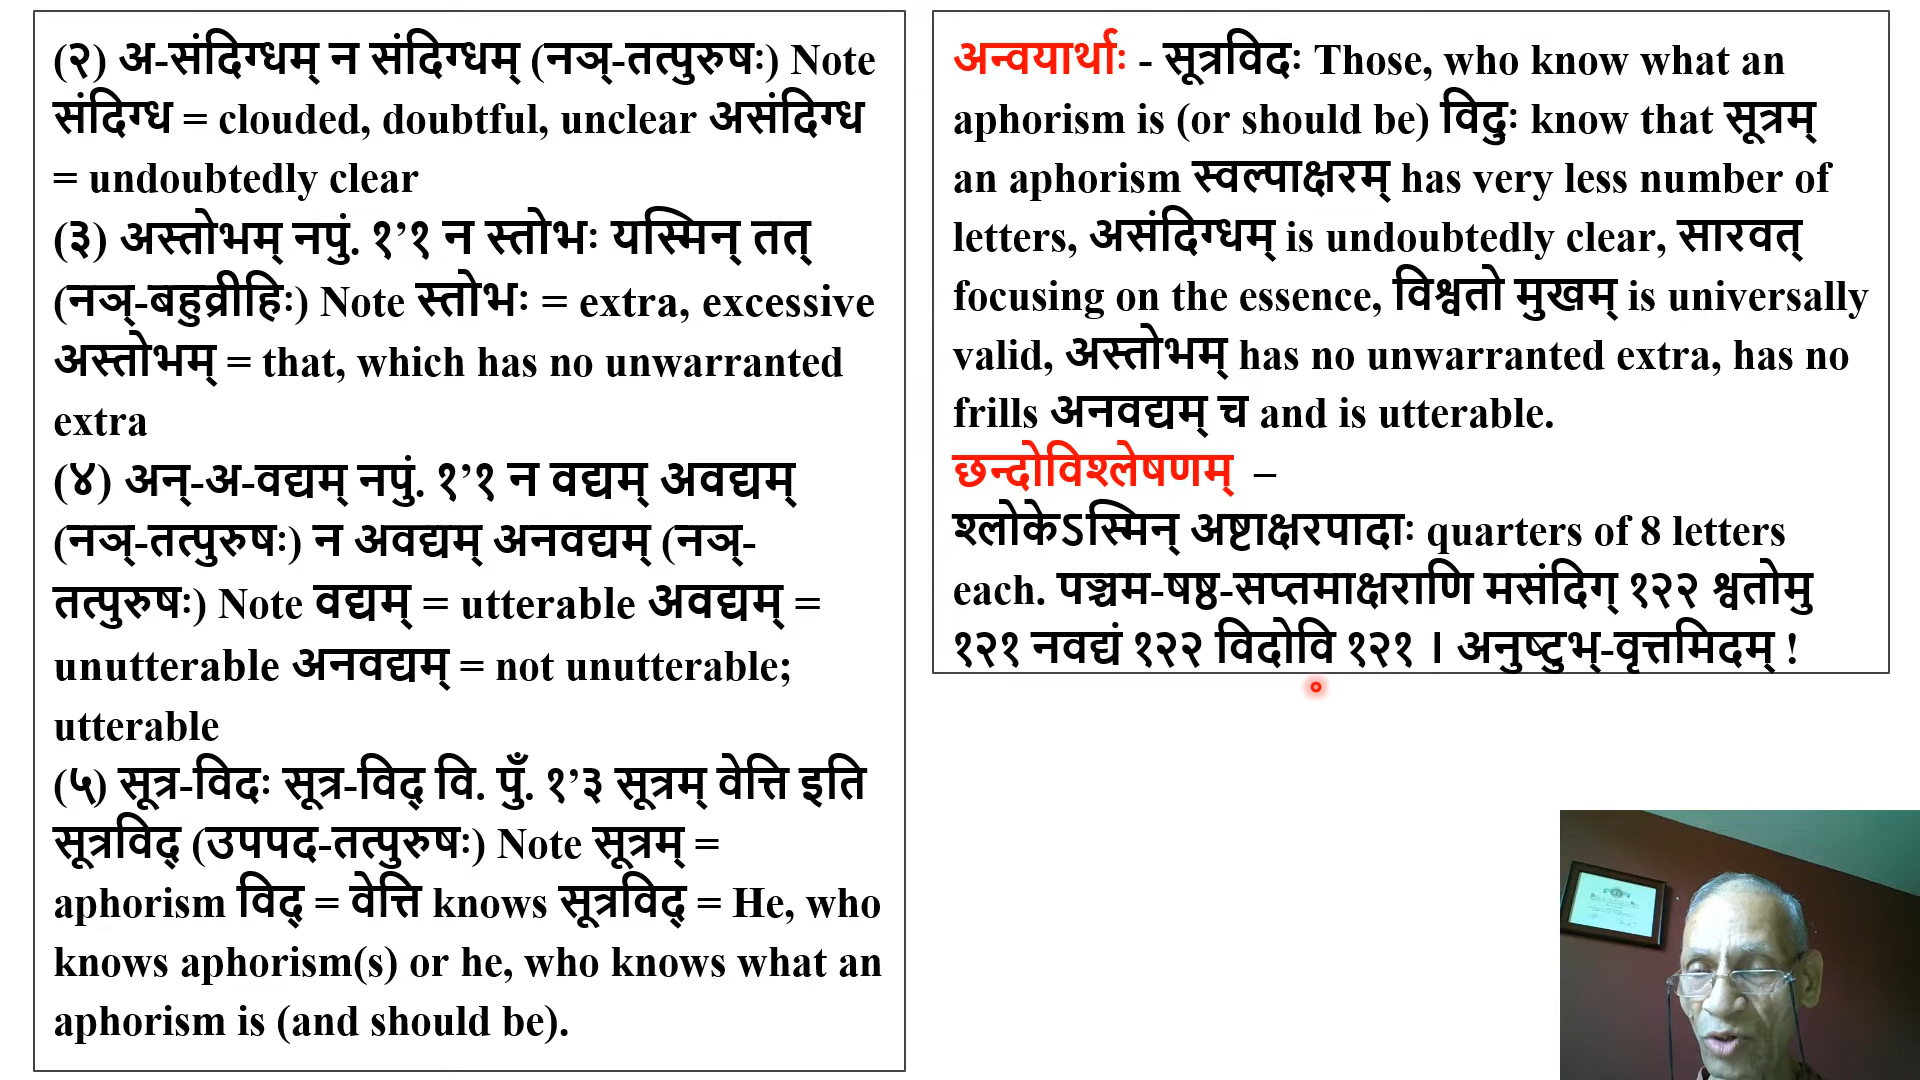 (२) अ-संदिग्धम् न संदिग्धम् (नञ्-तत्पुरुषः) Note
संदिग्ध = clouded, doubtful, unclear असंदिग्ध
= undoubtedly clear
(३) अस्तोभम् नपुं. १’१ न स्तोभः यस्मिन् तत्
(नञ्-बहुव्रीहिः) Note स्तोभः = extra, excessive
अस्तोभम् = that, which has no unwarranted
extra
(४) अन्-अ-वद्यम् नपुं. १’१ न वद्यम् अवद्यम्
(नञ्-तत्पुरुषः) न अवद्यम् अनवद्यम् (नञ्-
तत्पुरुषः) Note वद्यम् = utterable अवद्यम् =
unutterable अनवद्यम् = not unutterable;
utterable
(५) सूत्र-विदः सूत्र-विद् वि. पुँ. १’३ सूत्रम् वेत्ति इति
सूत्रविद् (उपपद-तत्पुरुषः) Note सूत्रम् =
aphorism विद् = वेत्ति knows सूत्रविद् = He, who
knows aphorism(s) or he, who knows what an
aphorism is (and should be).
अन्वयार्थाः - सूत्रविदः Those, who know what an
aphorism is (or should be) विदुः know that सूत्रम्
an aphorism स्वल्पाक्षरम् has very less number of
letters, असंदिग्धम् is undoubtedly clear, सारवत्
focusing on the essence, विश्वतो मुखम् is universally
valid, अस्तोभम् has no unwarranted extra, has no
frills अनवद्यम् च and is utterable.
छन्दोविश्लेषणम् –
श्लोकेऽस्मिन् अष्टाक्षरपादाः quarters of 8 letters
each. पञ्चम-षष्ठ-सप्तमाक्षराणि मसंदिग् १२२ श्वतोमु
१२१ नवद्यं १२२ विदोवि १२१ । अनुष्टुभ्-वृत्तमिदम् !